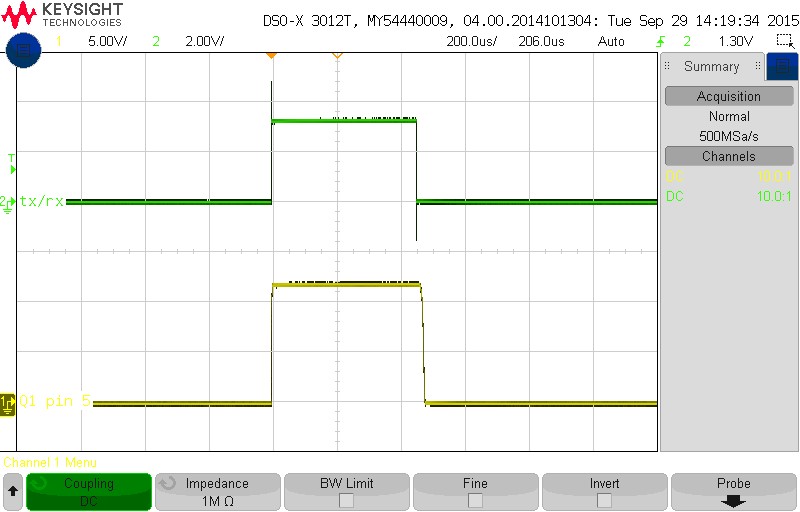 KEYSIGHT
TECHNOLOGIES
DSO-X 3012T, MY54440009, 04.00.2014101304: Tue Sep 29 14:19:34 2015
1 5.00V/ 2 2.00V/ 200.0us/ 206.0us Auto 2 1.30V
Summary
Acquisition
Normal
500MSa/s
Channels
DC 10.0:1
DC 10.0:1
T
2 tx/rx
1 Q1 pin 5
Channel 1 Menu
Coupling
DC
Impedance
1M Ω
BW Limit
Fine
Invert
Probe